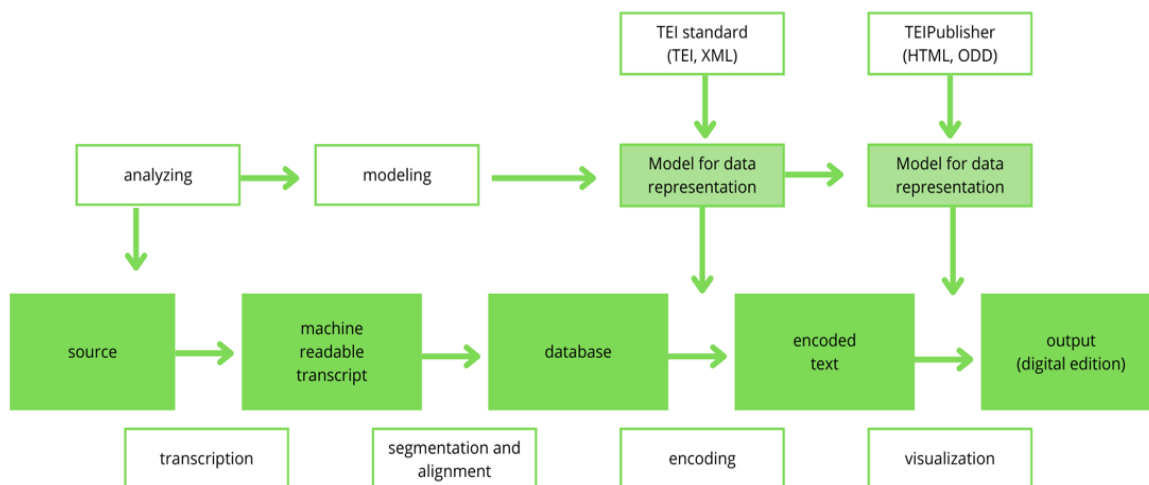 TEI standard
(TEI, XML)
TEIPublisher
(HTML, ODD)
analyzing
modeling
Model for data
representation
Model for data
representation
source
machine
readable
transcript
database
encoded
text
output
(digital edition)
transcription
segmentation and
alignment
encoding
visualization